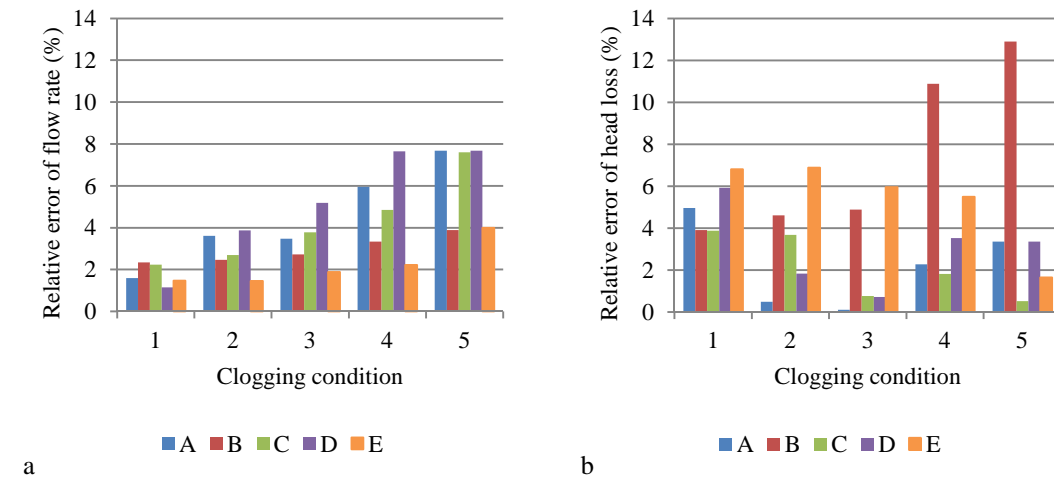 Relative error of flow rate (%)
14
12
10
8
6
4
2
0
1 2 3 4 5
Clogging condition
A B C D E
a
Relative error of head loss (%)
14
12
10
8
6
4
2
0
1 2 3 4 5
Clogging condition
A B C D E
b